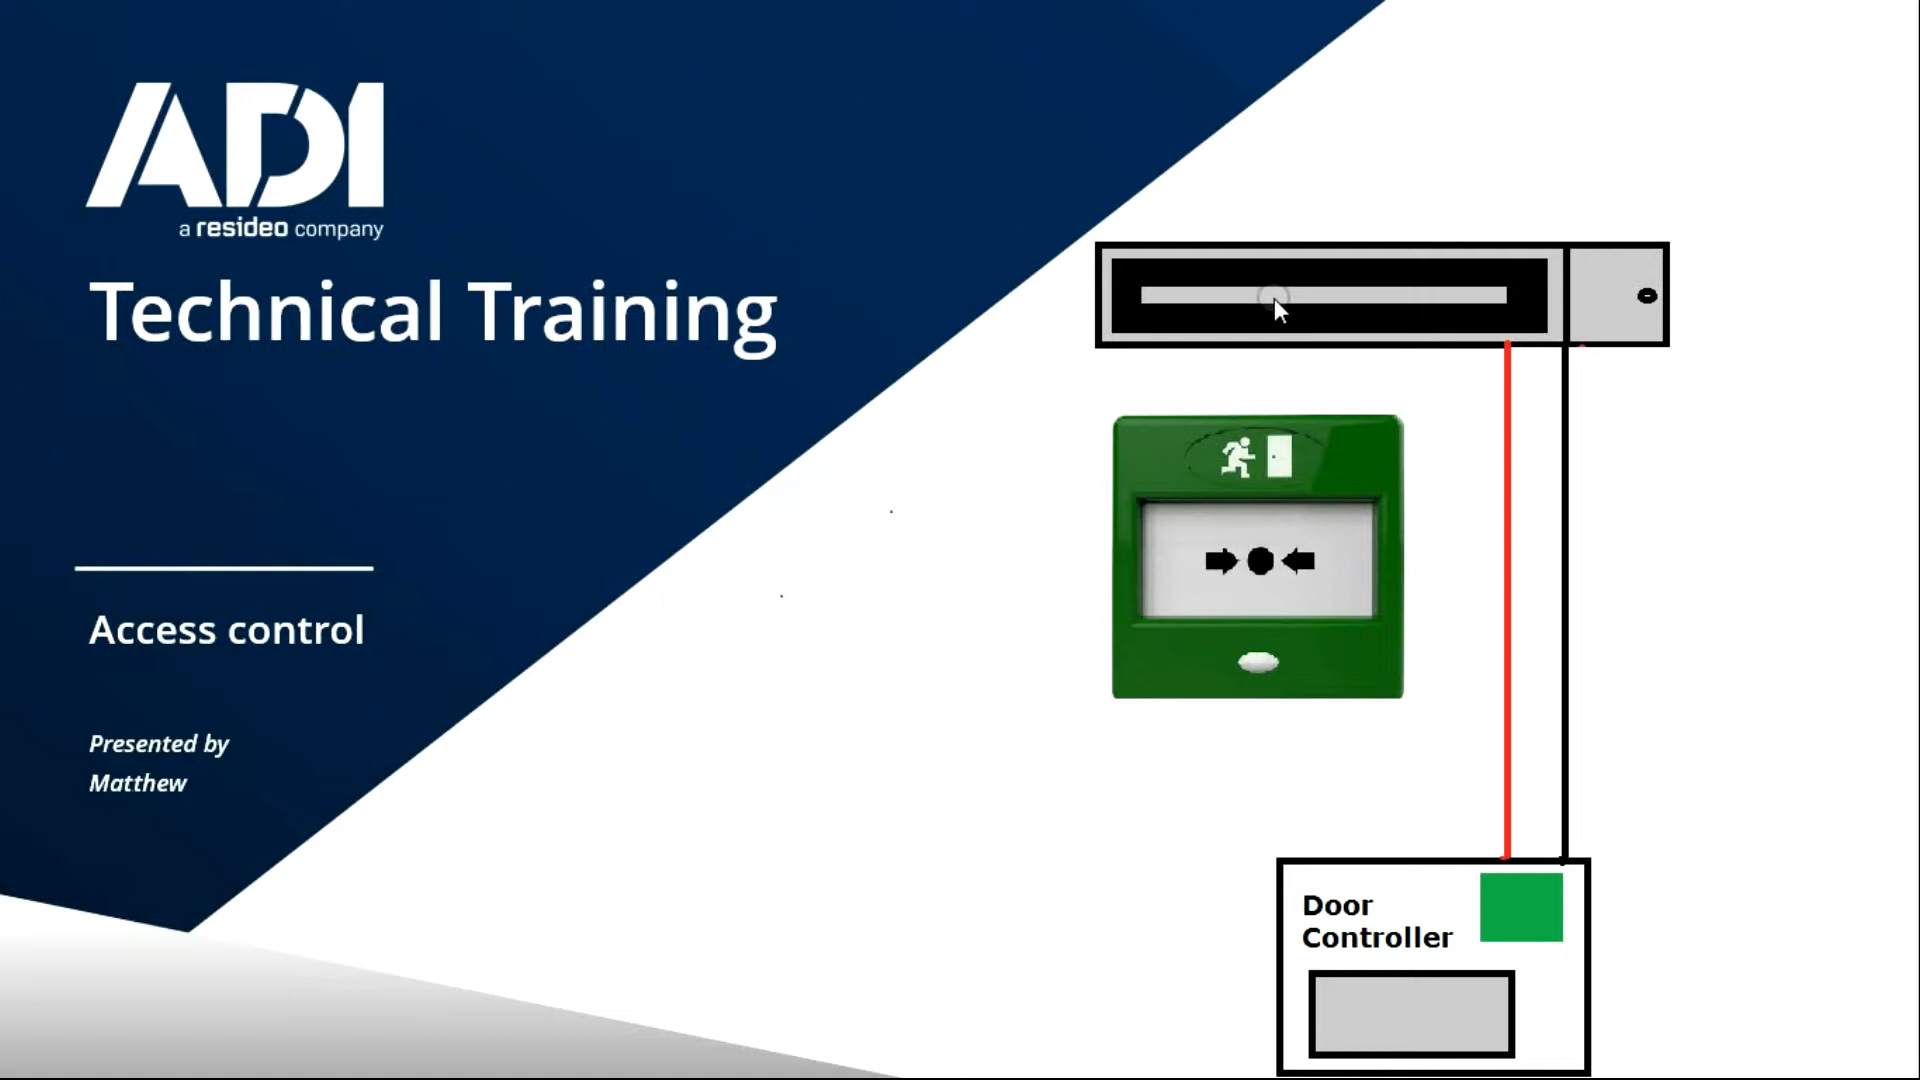 ADI
a resideo company
Technical Training
Access control
Presented by
Matthew
Door
Controller